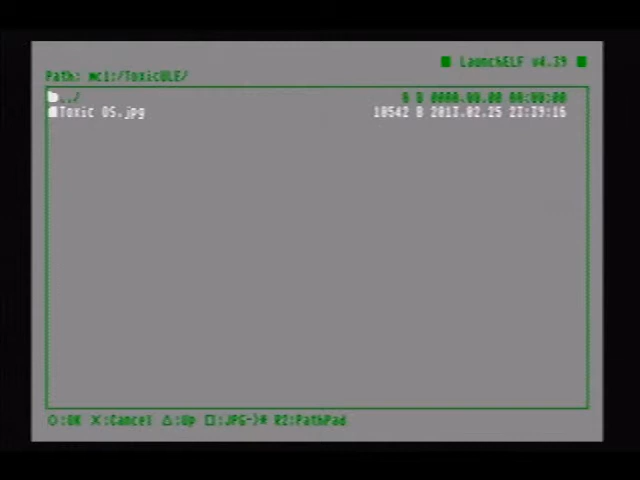 ■ LaunchELF v4.39 ■
Path: mc1:/ToxicULE/
../ 0 B 0000.00.00 00:00:00
Toxic OS.jpg 10542 B 2013.02.25 23:39:16
○:OK X:Cancel △:Up □:JPG->* R2:PathPad